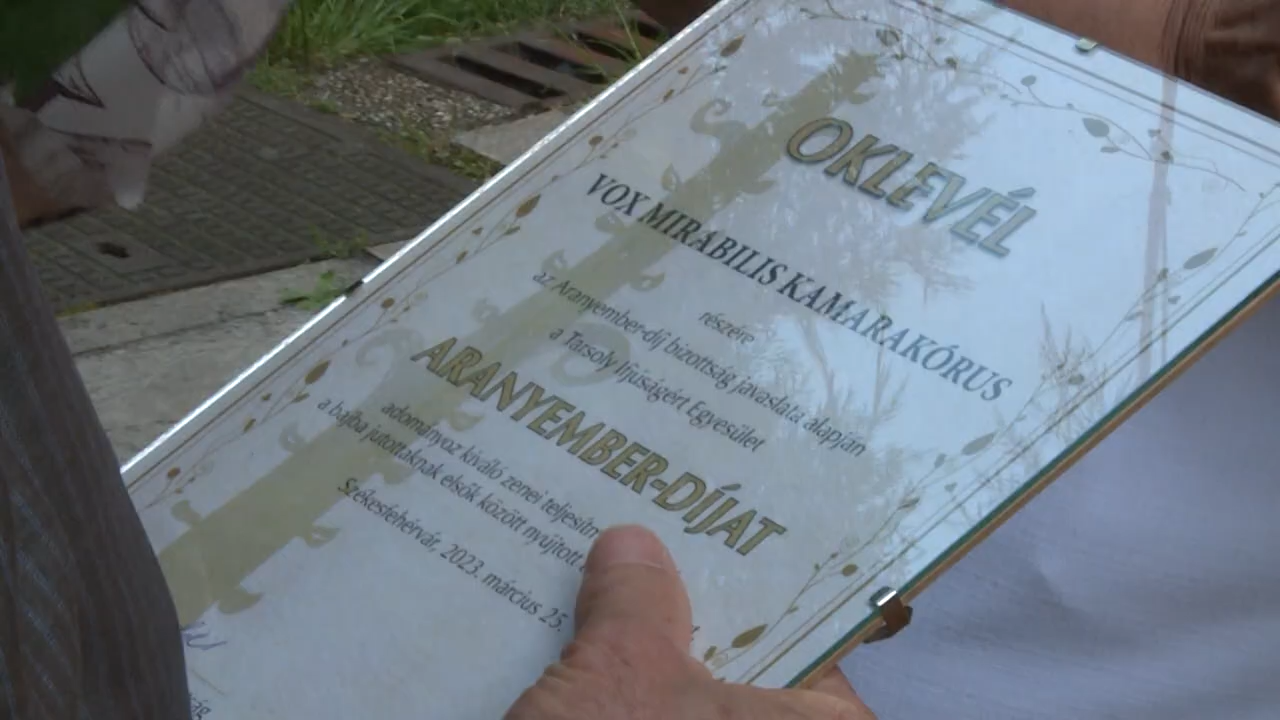 OKLEVÉL
VOX MIRABILIS KAMARAKÓRUS
részére
az Aranyember-díj bizottság javaslata alapján
a Tarsoly Ifjúságért Egyesület
ARANYEMBER-DÍJAT
adományoz kiváló zenei
a bajba jutottaknak elsők között nyújtott
Székesfehérvár, 2023. március 25.